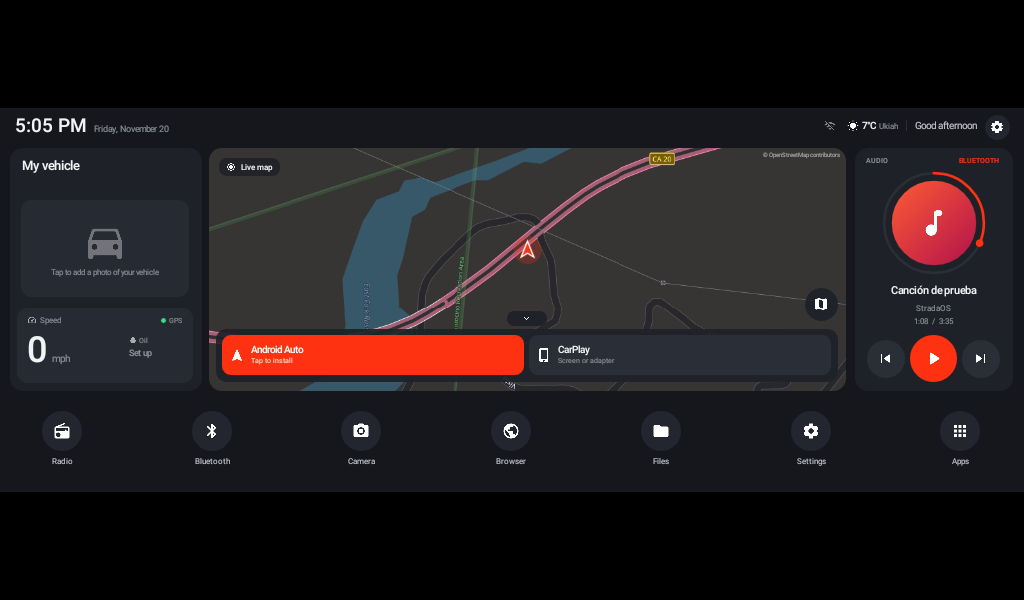 5:05 PM Friday, November 20
7°C Ukiah Good afternoon
My vehicle
Tap to add a photo of your vehicle
Speed
GPS
0 mph
Oil
Set up
Live map
CA 20
© OpenStreetMap contributors
Android Auto
Tap to install
CarPlay
Screen or adapter
AUDIO BLUETOOTH
Canción de prueba
StradaOS
1:08 / 3:35
Radio
Bluetooth
Camera
Browser
Files
Settings
Apps